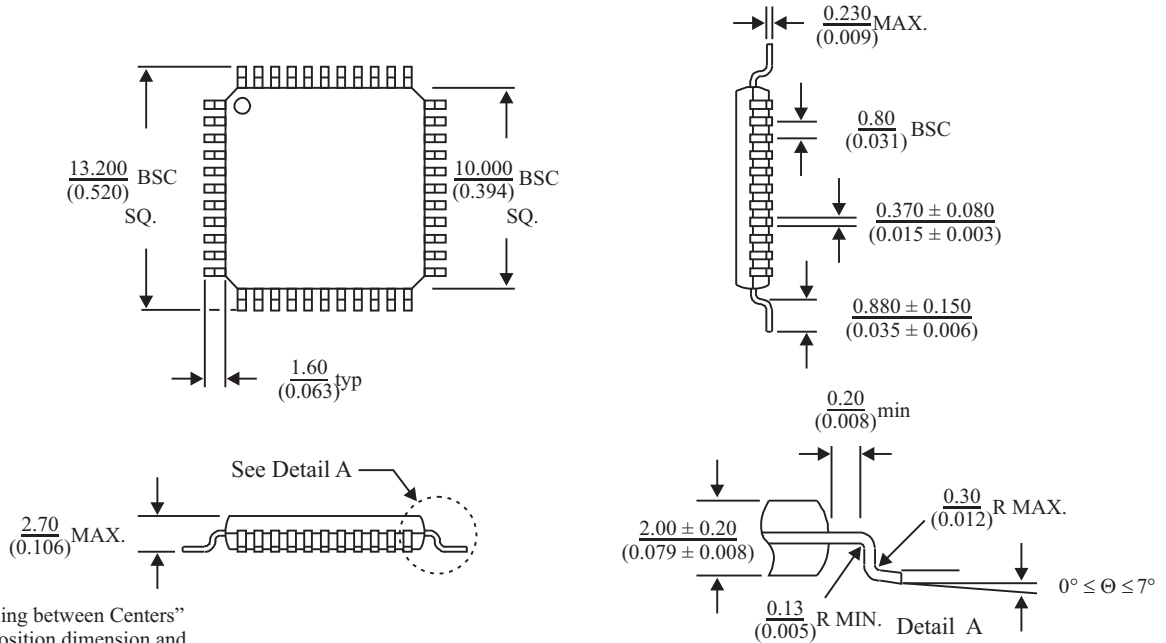 0.230
(0.009) MAX.
13.200
(0.520) BSC
SQ.
10.000
(0.394) BSC
SQ.
0.80
(0.031) BSC
0.370 ± 0.080
(0.015 ± 0.003)
0.880 ± 0.150
(0.035 ± 0.006)
1.60
(0.063) typ
0.20
(0.008) min
See Detail A
2.70
(0.106) MAX.
0.30
(0.012) R MAX.
2.00 ± 0.20
(0.079 ± 0.008)
0° ≤ Θ ≤ 7°
0.13
(0.005) R MIN.
Detail A
between Centers”
dimension and